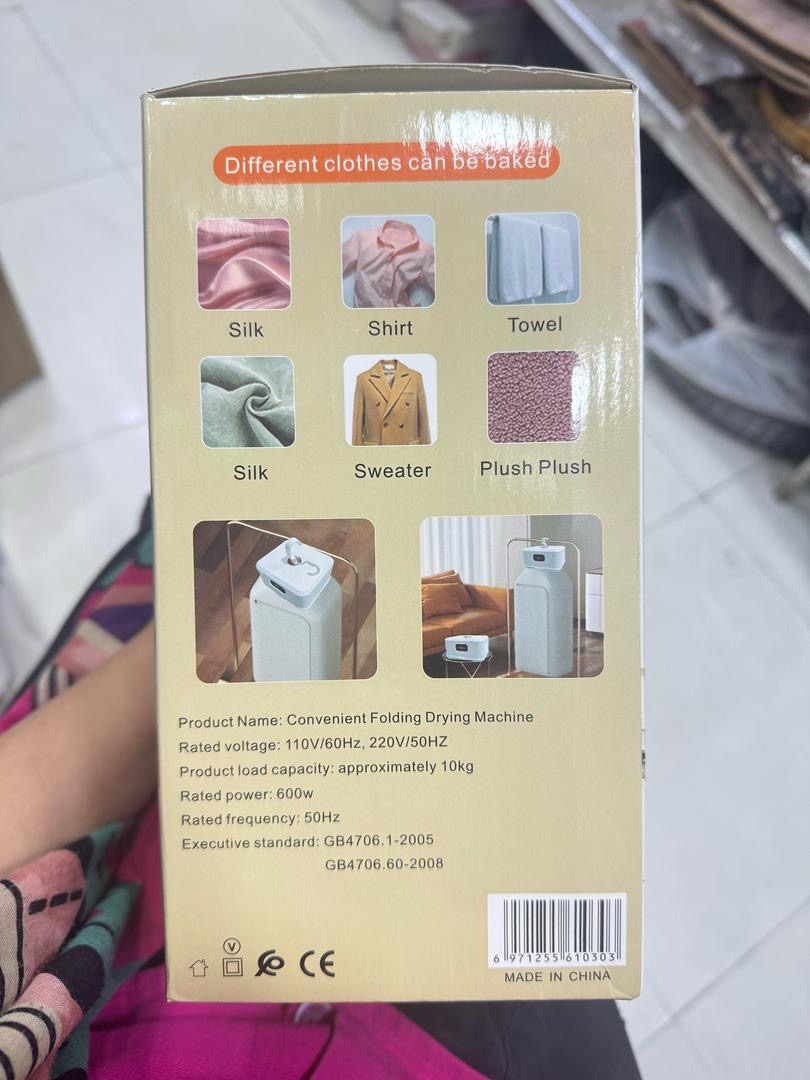 Different clothes can be baked
Silk
Shirt
Towel
Silk
Sweater
Plush Plush
Product Name: Convenient Folding Drying Machine
Rated voltage: 110V/60Hz, 220V/50HZ
Product load capacity: approximately 10kg
Rated power: 600w
Rated frequency: 50Hz
Executive standard: GB4706.1-2005
GB4706.60-2008
V
CE
6 971255 610303
MADE IN CHINA